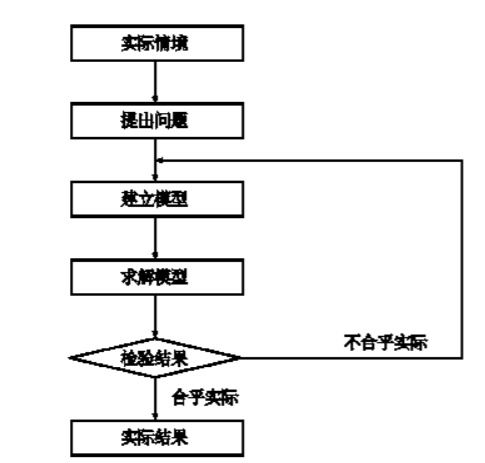 实际情境
提出问题
建立模型
求解模型
不合乎实际
检验结果
合乎实际
实际结果